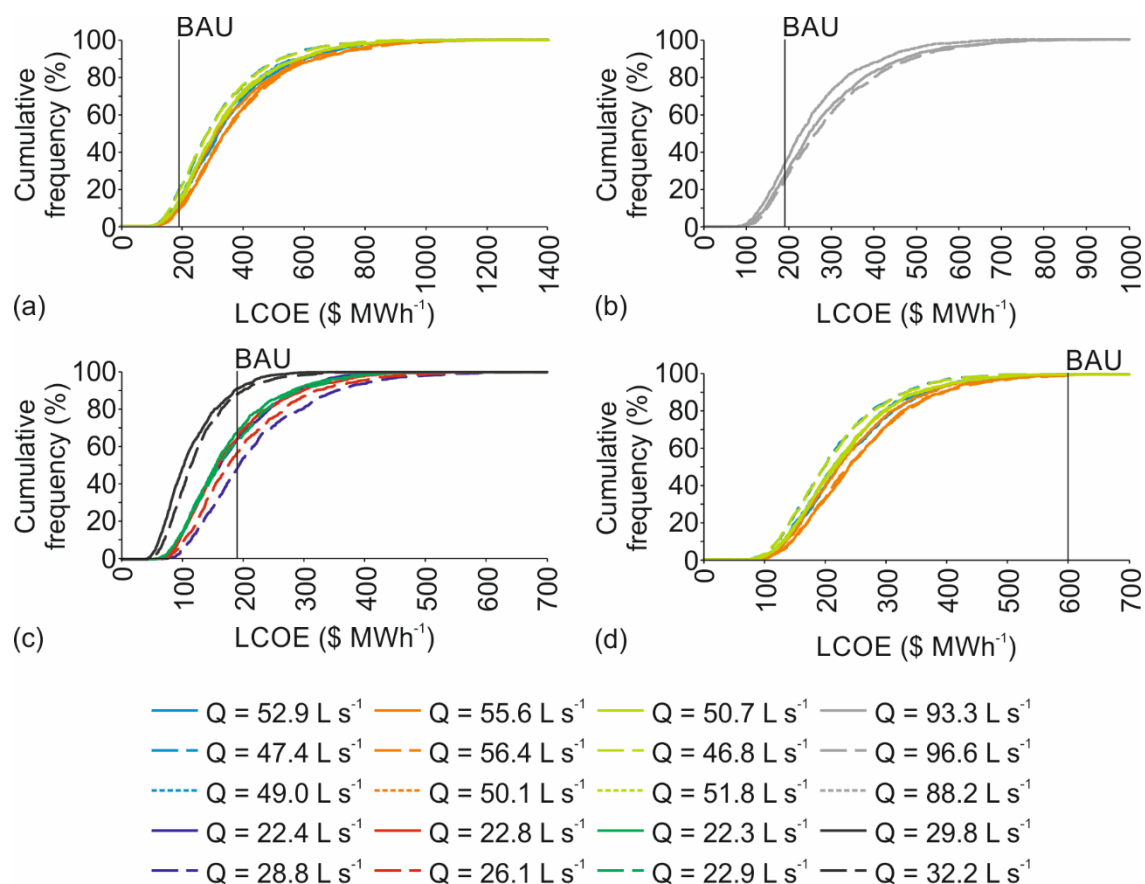 BAU
100
80
60
40
20
0
Cumulative
frequency (%)
0
200
400
600
800
1000
1200
1400
LCOE ($ MWh⁻¹)
(a)
BAU
100
80
60
40
20
0
Cumulative
frequency (%)
0
100
200
300
400
500
600
700
800
900
1000
LCOE ($ MWh⁻¹)
(b)
BAU
100
80
60
40
20
0
Cumulative
frequency (%)
0
100
200
300
400
500
600
700
LCOE ($ MWh⁻¹)
(c)
BAU
100
80
60
40
20
0
Cumulative
frequency (%)
0
100
200
300
400
500
600
700
LCOE ($ MWh⁻¹)
(d)
Q = 52.9 L s⁻¹ Q = 55.6 L s⁻¹ Q = 50.7 L s⁻¹ Q = 93.3 L s⁻¹
Q = 47.4 L s⁻¹ Q = 56.4 L s⁻¹ Q = 46.8 L s⁻¹ Q = 96.6 L s⁻¹
Q = 49.0 L s⁻¹ Q = 50.1 L s⁻¹ Q = 51.8 L s⁻¹ Q = 88.2 L s⁻¹
Q = 22.4 L s⁻¹ Q = 22.8 L s⁻¹ Q = 22.3 L s⁻¹ Q = 29.8 L s⁻¹
Q = 28.8 L s⁻¹ Q = 26.1 L s⁻¹ Q = 22.9 L s⁻¹ Q = 32.2 L s⁻¹